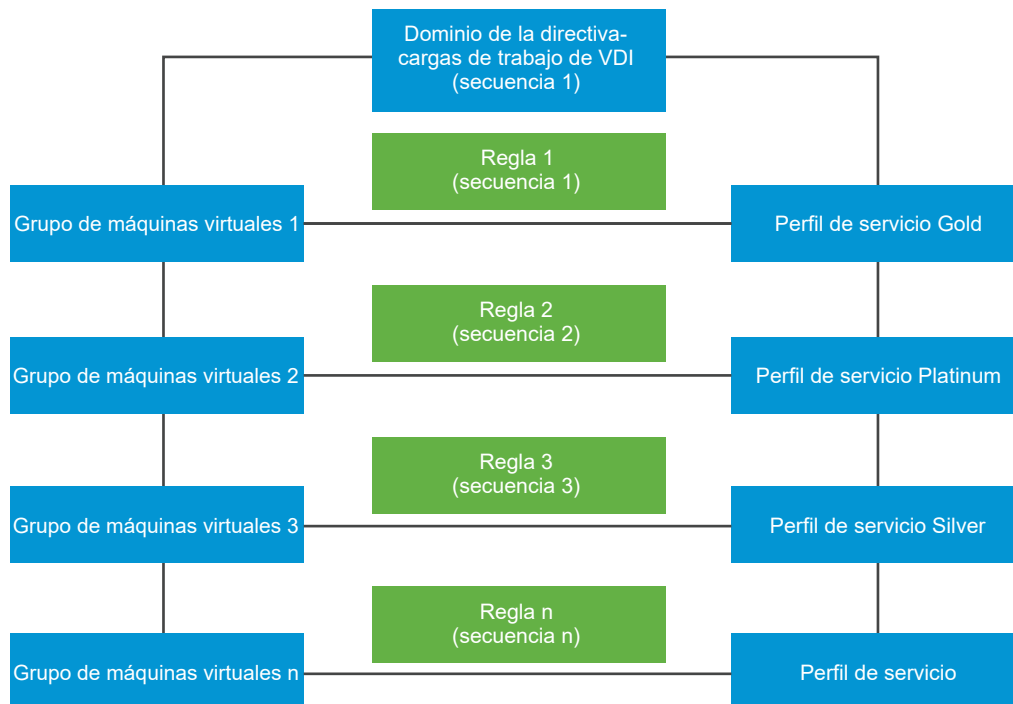 Dominio de la directiva-
cargas de trabajo de VDI
(secuencia 1)
Regla 1
(secuencia 1)
Grupo de máquinas virtuales 1
Perfil de servicio Gold
Regla 2
(secuencia 2)
Grupo de máquinas virtuales 2
Perfil de servicio Platinum
Regla 3
(secuencia 3)
Grupo de máquinas virtuales 3
Perfil de servicio Silver
Regla n
(secuencia n)
Grupo de máquinas virtuales n
Perfil de servicio